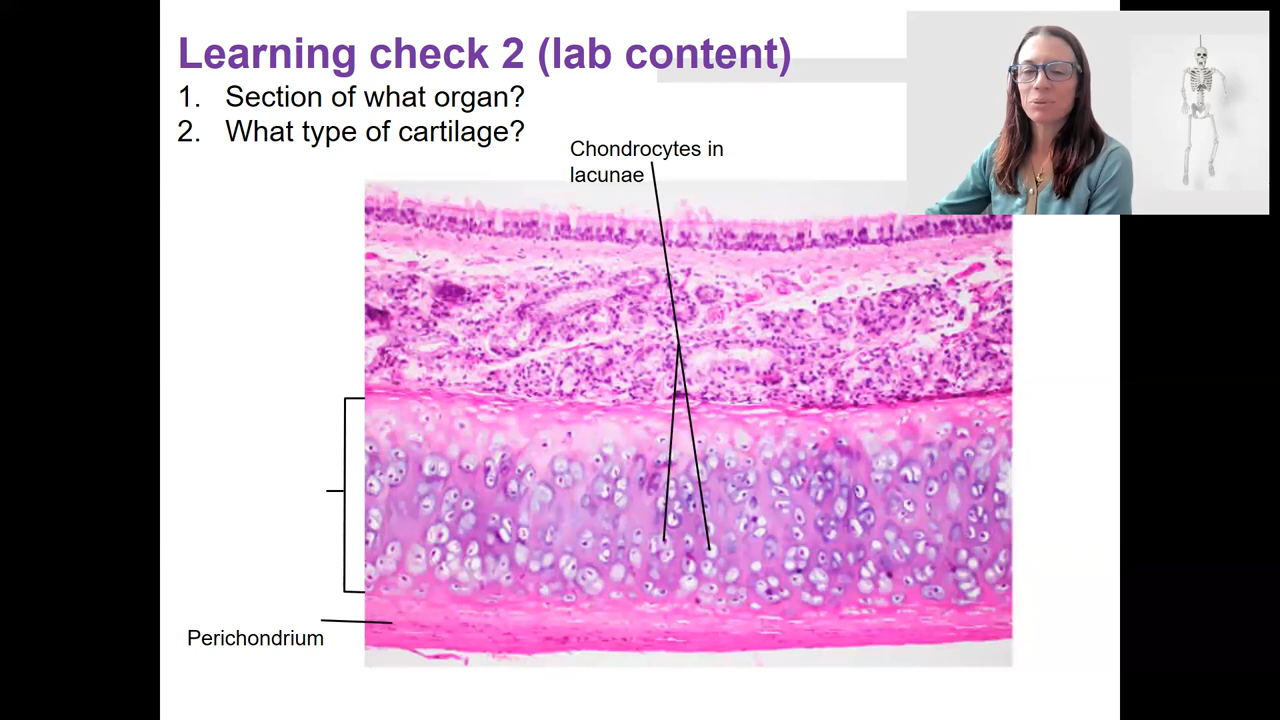 Learning check 2 (lab content)
1. Section of what organ?
2. What type of cartilage?
Chondrocytes in
lacunae
Perichondrium